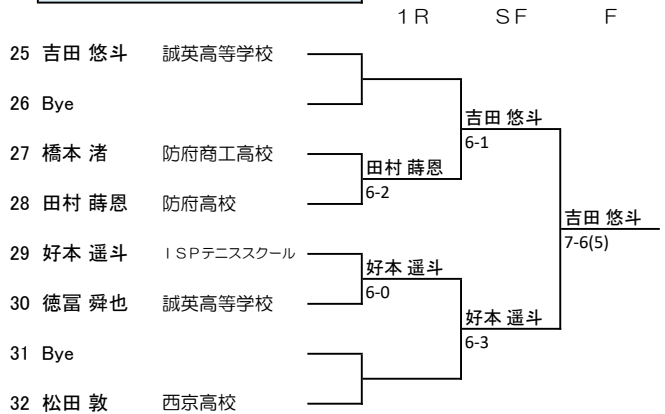 1R SF F
25 吉田 悠斗 誠英高等学校
26 Bye
吉田 悠斗
6-1
27 橋本 渚 防府商工高校
田村 蒔恩
6-2
28 田村 蒔恩 防府高校
吉田 悠斗
7-6(5)
29 好本 遥斗 ISPテニススクール
好本 遥斗
6-0
30 徳冨 舜也 誠英高等学校
好本 遥斗
6-3
31 Bye
32 松田 敦 西京高校